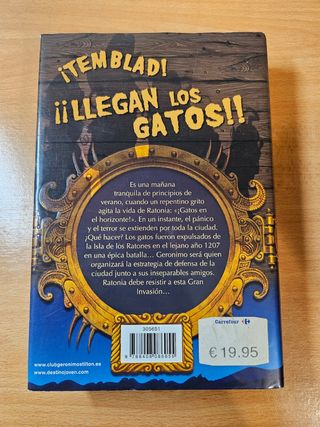 ¡TEMBLAD!
¡¡LLEGAN LOS
GATOS!!
Es una mañana
tranquila de principios de
verano, cuando un repentino grito
agita la vida de Ratonia: «¡Gatos en
el horizonte!». En un instante, el pánico
y el terror se extienden por toda la ciudad.
¿Qué hacer? Los gatos fueron expulsados de
la Isla de los Ratones en el lejano año 1207
en una épica batalla... Geronimo será quien
organizará la estrategia de defensa de la
ciudad junto a sus inseparables amigos.
Ratonia debe resistir a esta Gran
Invasión...
305651
Carrefour
€ 19.95
www.clubgeronimostilton.es
www.destinojoven.com